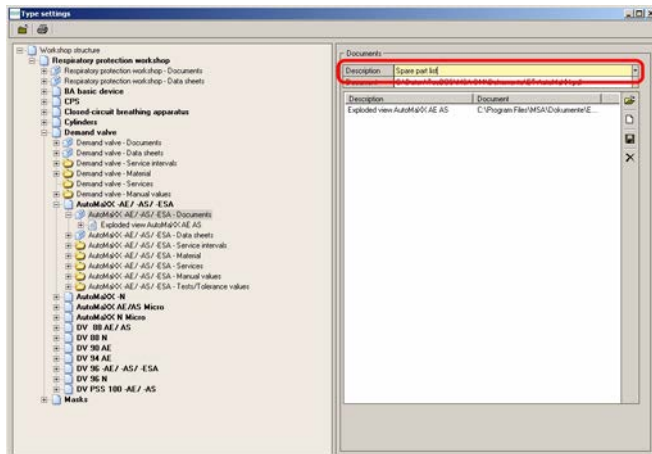 Type settings
Workshop structure
Respiratory protection workshop
Respiratory protection workshop - Documents
Respiratory protection workshop - Data sheets
BA basic device
CPS
Closed-circuit breathing apparatus
Cylinders
Demand valve
Demand valve - Documents
Demand valve - Data sheets
Demand valve - Service intervals
Demand valve - Material
Demand valve - Services
Demand valve - Manual values
AutoMaXX -AE/ -AS/ -ESA
AutoMaXX -AE/ -AS/ -ESA - Documents
Exploded view AutoMaXX AE AS
AutoMaXX -AE/ -AS/ -ESA - Data sheets
AutoMaXX -AE/ -AS/ -ESA - Service intervals
AutoMaXX -AE/ -AS/ -ESA - Material
AutoMaXX -AE/ -AS/ -ESA - Services
AutoMaXX -AE/ -AS/ -ESA - Manual values
AutoMaXX -AE/ -AS/ -ESA - Tests/Tolerance values
AutoMaXX -N
AutoMaXX AE/AS Micro
AutoMaXX N Micro
DV 88 AE/ AS
DV 88 N
DV 90 AE
DV 94 AE
DV 96 -AE/ -AS/ -ESA
DV 96 N
DV PSS 100 -AE/ -AS
Masks
Documents
Description Spare part list
Description Document
Exploded view AutoMaXX AE AS C:\Program Files\MSA\Dokumente\E...